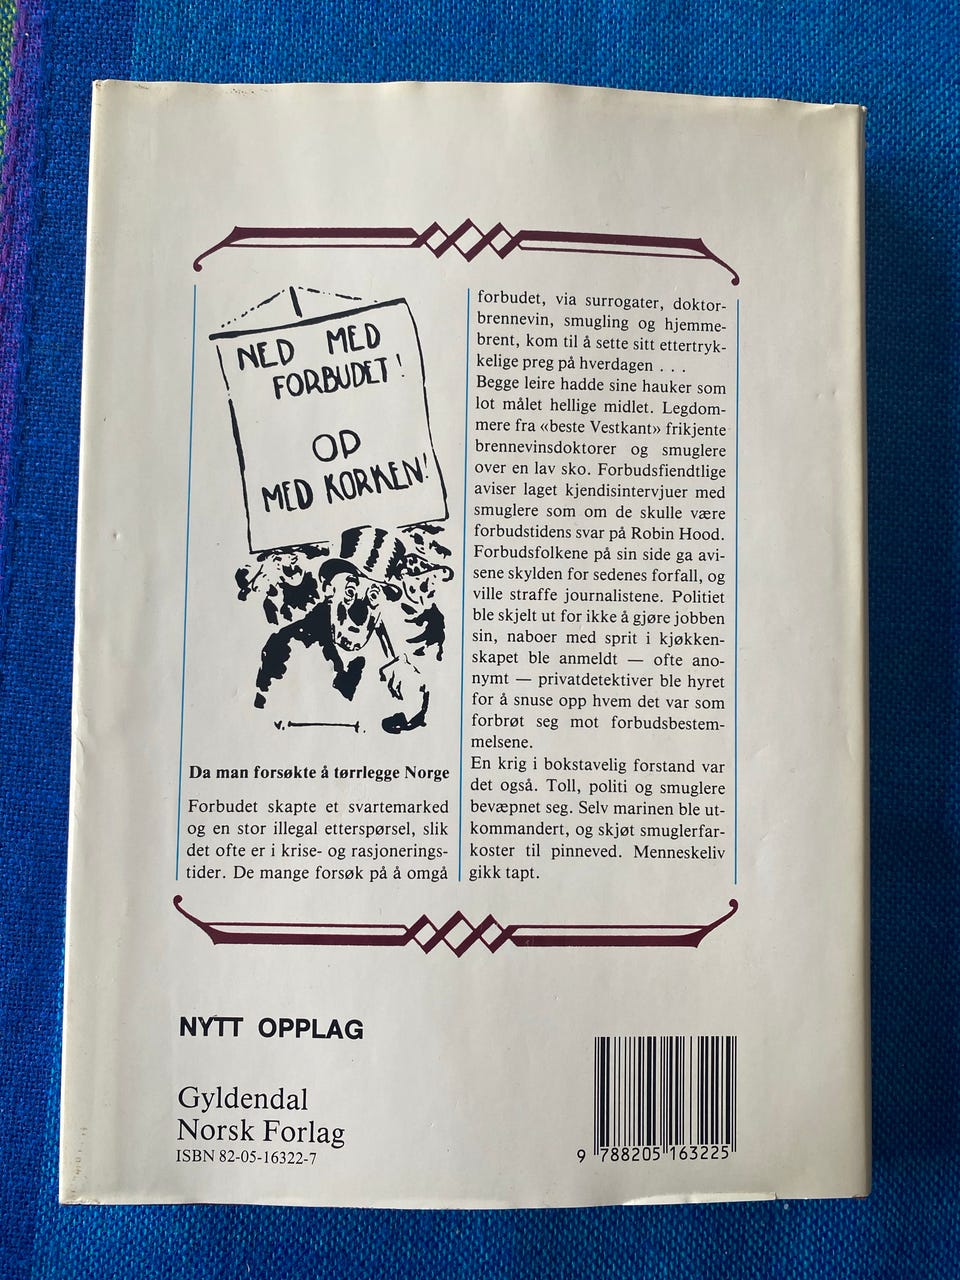 NED MED
FORBUDET!
OP
MED KORKEN!
Da man forsøkte å tørrlegge Norge
Forbudet skapte et svartemarked
og en stor illegal etterspørsel, slik
det ofte er i krise- og rasjonerings-
tider. De mange forsøk på å omgå
forbudet, via surrogater, doktor-
brennevin, smugling og hjemme-
brent, kom til å sette sitt ettertryk-
kelige preg på hverdagen . . .
Begge leire hadde sine hauker som
lot målet hellige midlet. Legdom-
mere fra «beste Vestkant» frikjente
brennevinsdoktorer og smuglere
over en lav sko. Forbudsfiendtlige
aviser laget kjendisintervjuer med
smuglere som om de skulle være
forbudstidens svar på Robin Hood.
Forbudsfolkene på sin side ga avi-
sene skylden for sedenes forfall, og
ville straffe journalistene. Politiet
ble skjelt ut for ikke å gjøre jobben
sin, naboer med sprit i kjøkken-
skapet ble anmeldt — ofte ano-
nymt — privatdetektiver ble hyret
for å snuse opp hvem det var som
forbrøt seg mot forbudsbestem-
melsene.
En krig i bokstavelig forstand var
det også. Toll, politi og smuglere
bevæpnet seg. Selv marinen ble ut-
kommandert, og skjøt smuglerfar-
koster til pinneved. Menneskeliv
gikk tapt.
NYTT OPPLAG
Gyldendal
Norsk Forlag
ISBN 82-05-16322-7
9 788205 163225